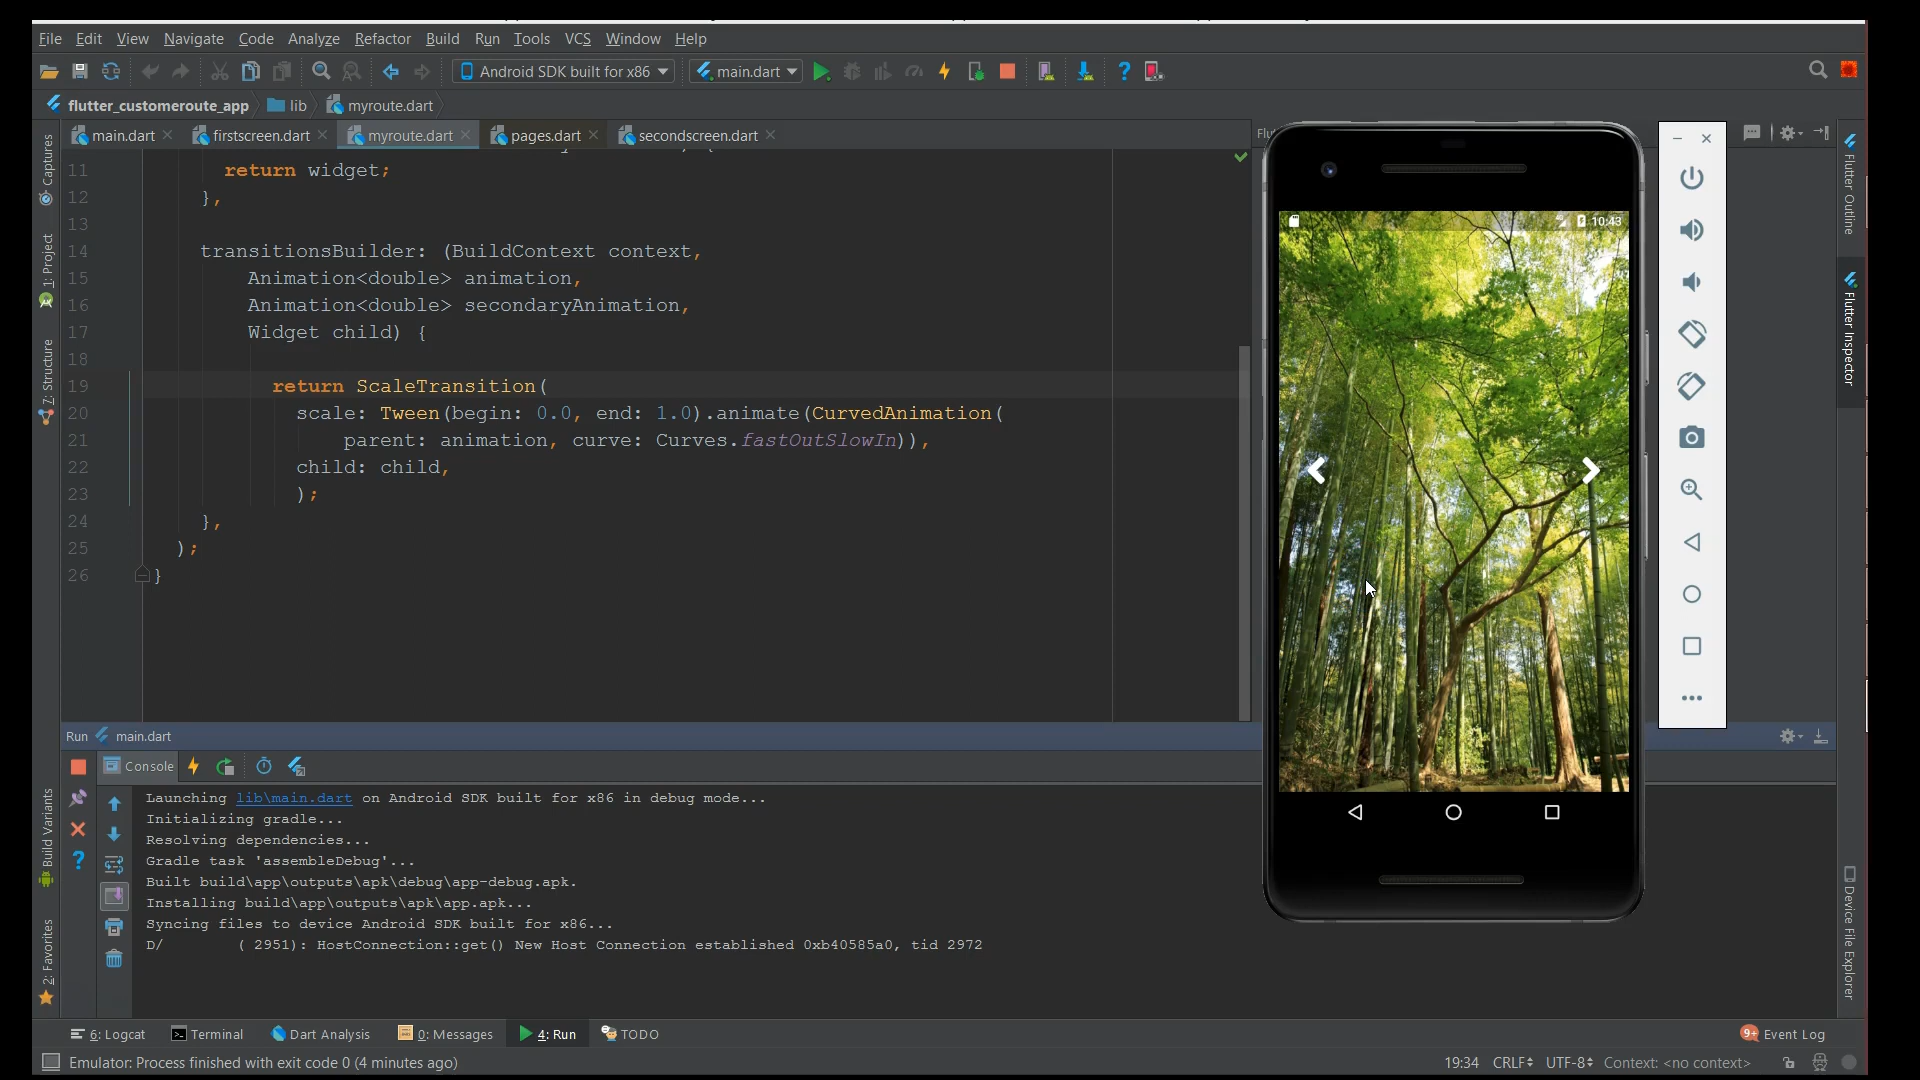 File Edit View Navigate Code Analyze Refactor Build Run Tools VCS Window Help
Android SDK built for x86 main.dart
flutter_customeroute_app lib myroute.dart
main.dart firstscreen.dart myroute.dart pages.dart secondscreen.dart
Captures
1: Project
7: Structure
Build Variants
2: Favorites
11 return widget;
12 },
13
14 transitionsBuilder: (BuildContext context,
15 Animation<double> animation,
16 Animation<double> secondaryAnimation,
17 Widget child) {
18
19 return ScaleTransition(
20 scale: Tween(begin: 0.0, end: 1.0).animate(CurvedAnimation(
21 parent: animation, curve: Curves.fastOutSlowIn)),
22 child: child,
23 );
24 },
25 );
26 }
10:43
Flutter Outline
Flutter Inspector
Device File Explorer
Run main.dart
Console
Launching lib\main.dart on Android SDK built for x86 in debug mode...
Initializing gradle...
Resolving dependencies...
Gradle task 'assembleDebug'...
Built build\app\outputs\apk\debug\app-debug.apk.
Installing build\app\outputs\apk\app.apk...
Syncing files to device Android SDK built for x86...
D/ ( 2951): HostConnection::get() New Host Connection established 0xb40585a0, tid 2972
6: Logcat Terminal Dart Analysis 0: Messages 4: Run TODO 9+ Event Log
Emulator: Process finished with exit code 0 (4 minutes ago) 19:34 CRLF UTF-8 Context: <no context>